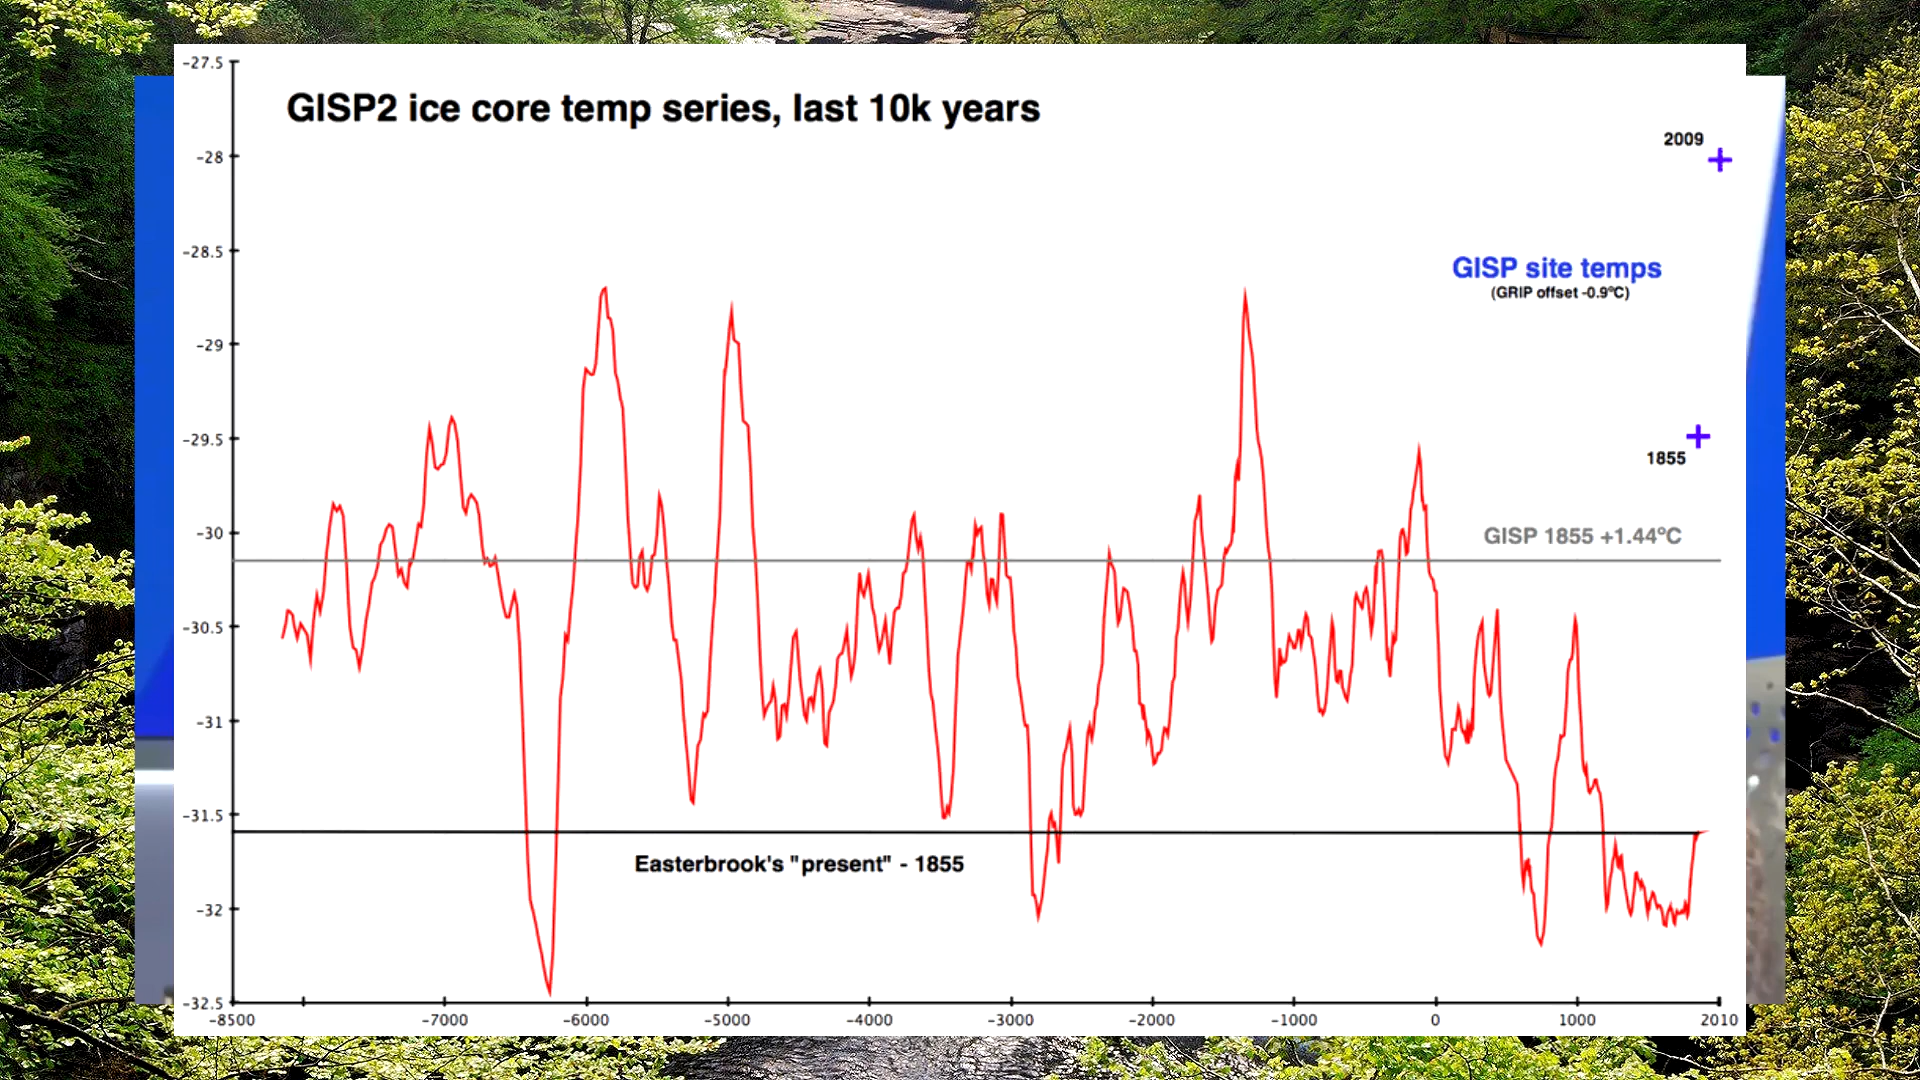 -27.5
GISP2 ice core temp series, last 10k years
2009
-28
-28.5
GISP site temps
(GRIP offset -0.9ºC)
-29
-29.5
1855
-30
GISP 1855 +1.44ºC
-30.5
-31
-31.5
Easterbrook's "present" - 1855
-32
-32.5
-8500 -7000 -6000 -5000 -4000 -3000 -2000 -1000 0 1000 2010